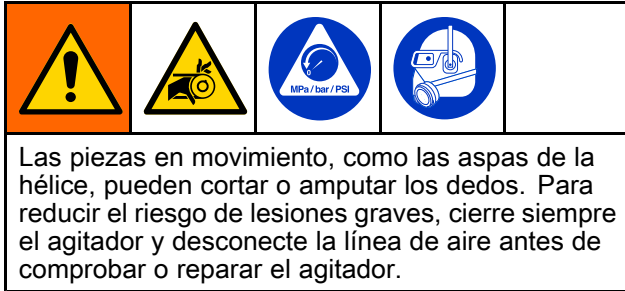 MPa/bar/PSI
Las piezas en movimiento, como las aspas de la
hélice, pueden cortar o amputar los dedos. Para
reducir el riesgo de lesiones graves, cierre siempre
el agitador y desconecte la línea de aire antes de
comprobar o reparar el agitador.